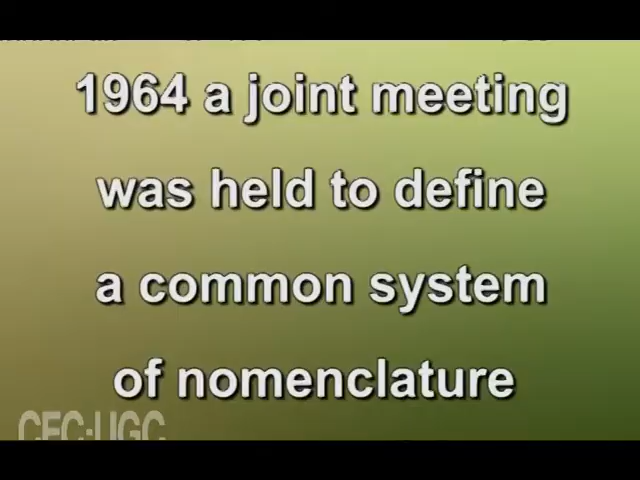 1964 a joint meeting
was held to define
a common system
of nomenclature
CEC:UGC